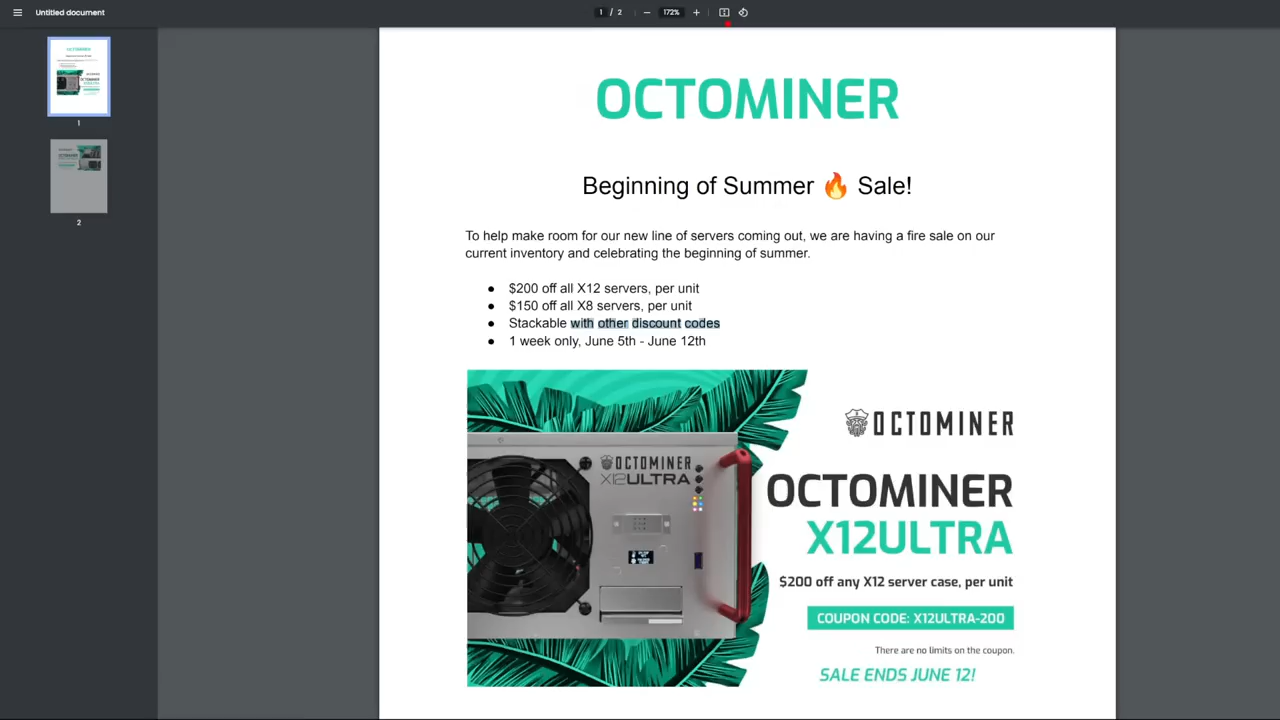 Untitled document
1 / 2
172%
OCTOMINER
Beginning of Summer 🔥 Sale!
To help make room for our new line of servers coming out, we are having a fire sale on our
current inventory and celebrating the beginning of summer.
● $200 off all X12 servers, per unit
● $150 off all X8 servers, per unit
● Stackable with other discount codes
● 1 week only, June 5th - June 12th
OCTOMINER
OCTOMINER
X12ULTRA
OCTOMINER
X12ULTRA
$200 off any X12 server case, per unit
COUPON CODE: X12ULTRA-200
There are no limits on the coupon.
SALE ENDS JUNE 12!
1
2